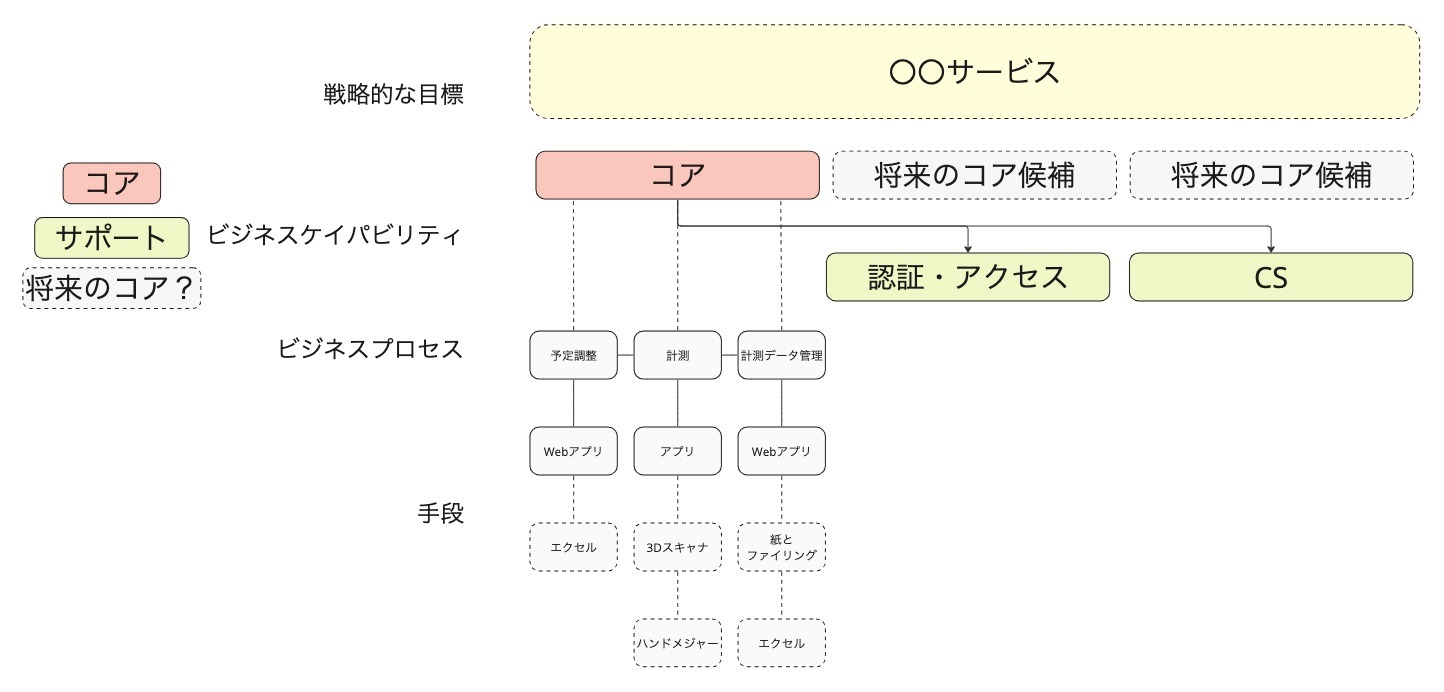 〇〇サービス
戦略的な目標
コア
将来のコア候補
将来のコア候補
コア
サポート
将来のコア？
ビジネスケイパビリティ
認証・アクセス
CS
ビジネスプロセス
予定調整
計測
計測データ管理
Webアプリ
アプリ
Webアプリ
手段
エクセル
3Dスキャナ
紙と
ファイリング
ハンドメジャー
エクセル